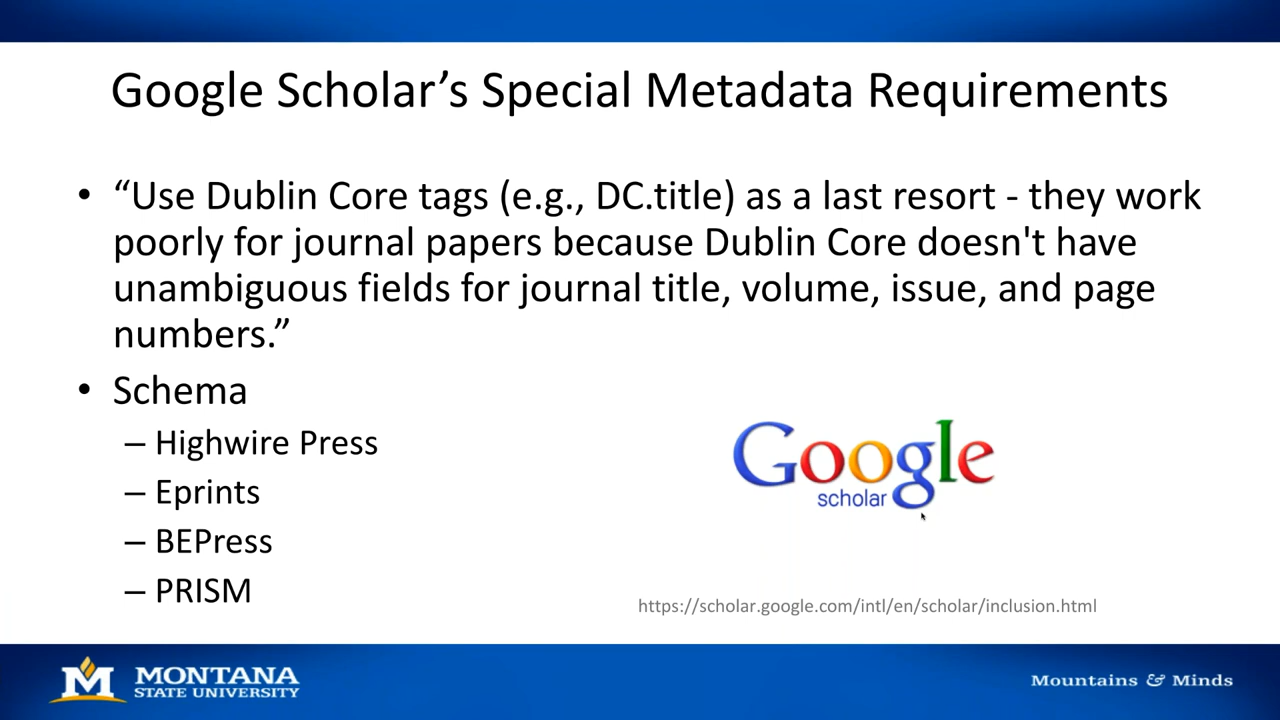 Google Scholar’s Special Metadata Requirements
• “Use Dublin Core tags (e.g., DC.title) as a last resort - they work
poorly for journal papers because Dublin Core doesn't have
unambiguous fields for journal title, volume, issue, and page
numbers.”
• Schema
– Highwire Press
– Eprints
– BEPress
– PRISM
Google
scholar
https://scholar.google.com/intl/en/scholar/inclusion.html
M MONTANA
STATE UNIVERSITY
Mountains & Minds